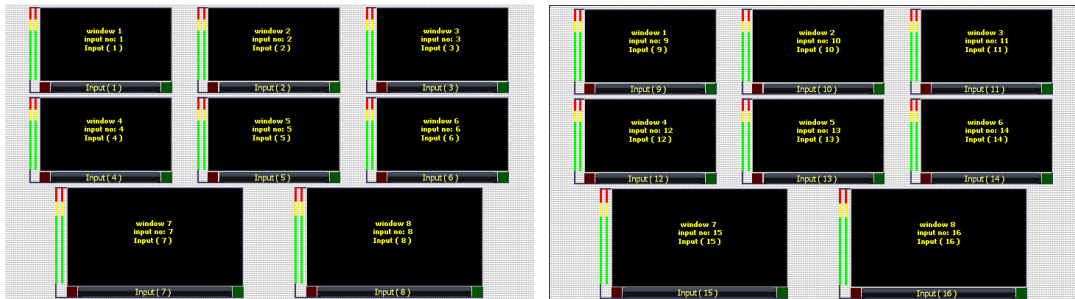 window 1
input no: 1
Input ( 1 )
Input ( 1 )
window 2
input no: 2
Input ( 2 )
Input ( 2 )
window 3
input no: 3
Input ( 3 )
Input ( 3 )
window 4
input no: 4
Input ( 4 )
Input ( 4 )
window 5
input no: 5
Input ( 5 )
Input ( 5 )
window 6
input no: 6
Input ( 6 )
Input ( 6 )
window 7
input no: 7
Input ( 7 )
Input ( 7 )
window 8
input no: 8
Input ( 8 )
Input ( 8 )
window 1
input no: 9
Input ( 9 )
Input ( 9 )
window 2
input no: 10
Input ( 10 )
Input ( 10 )
window 3
input no: 11
Input ( 11 )
Input ( 11 )
window 4
input no: 12
Input ( 12 )
Input ( 12 )
window 5
input no: 13
Input ( 13 )
Input ( 13 )
window 6
input no: 14
Input ( 14 )
Input ( 14 )
window 7
input no: 15
Input ( 15 )
Input ( 15 )
window 8
input no: 16
Input ( 16 )
Input ( 16 )